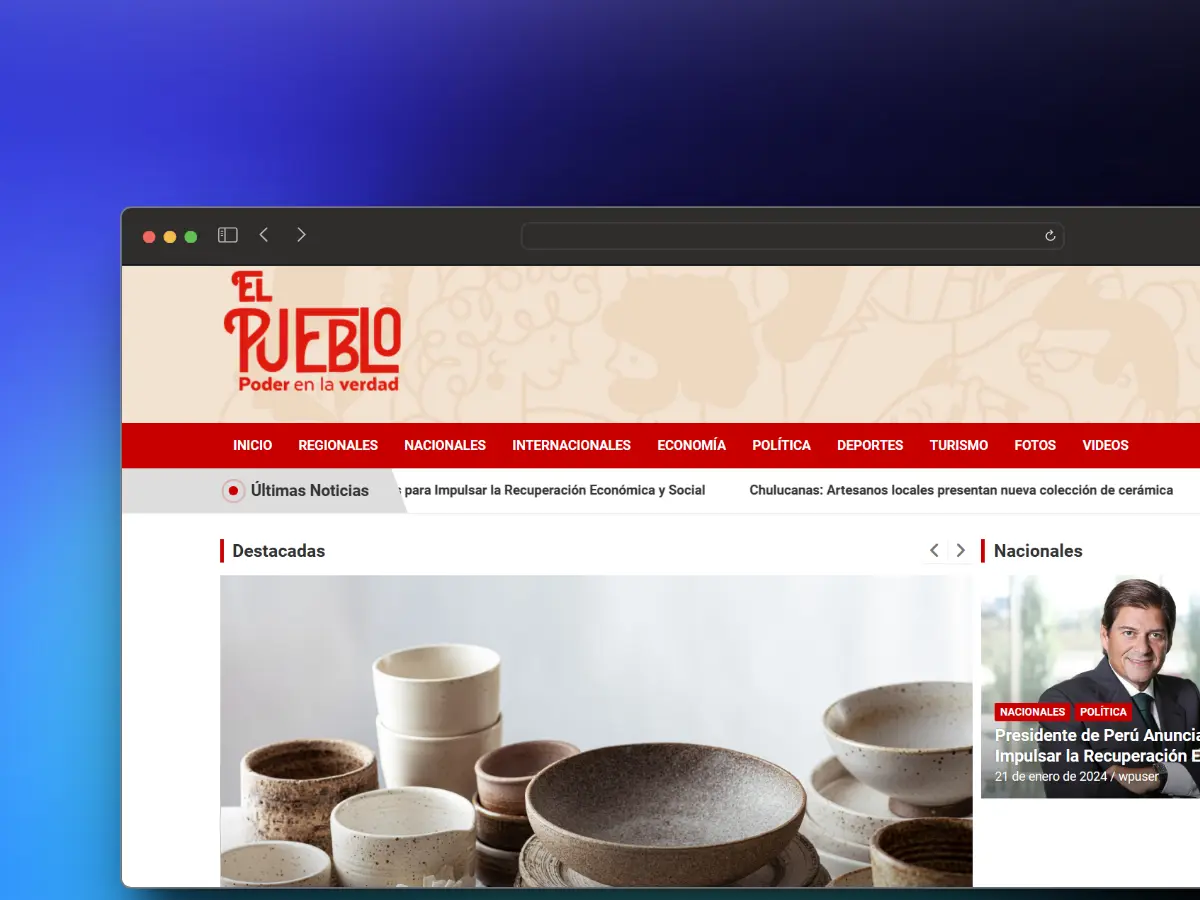 EL
PUEBLO
Poder en la verdad
INICIO REGIONALES NACIONALES INTERNACIONALES ECONOMÍA POLÍTICA DEPORTES TURISMO FOTOS VIDEOS
Últimas Noticias para Impulsar la Recuperación Económica y Social Chulucanas: Artesanos locales presentan nueva colección de cerámica
Destacadas
Nacionales
NACIONALES POLÍTICA
Presidente de Perú Anuncia
Impulsar la Recuperación E
21 de enero de 2024 / wpuser